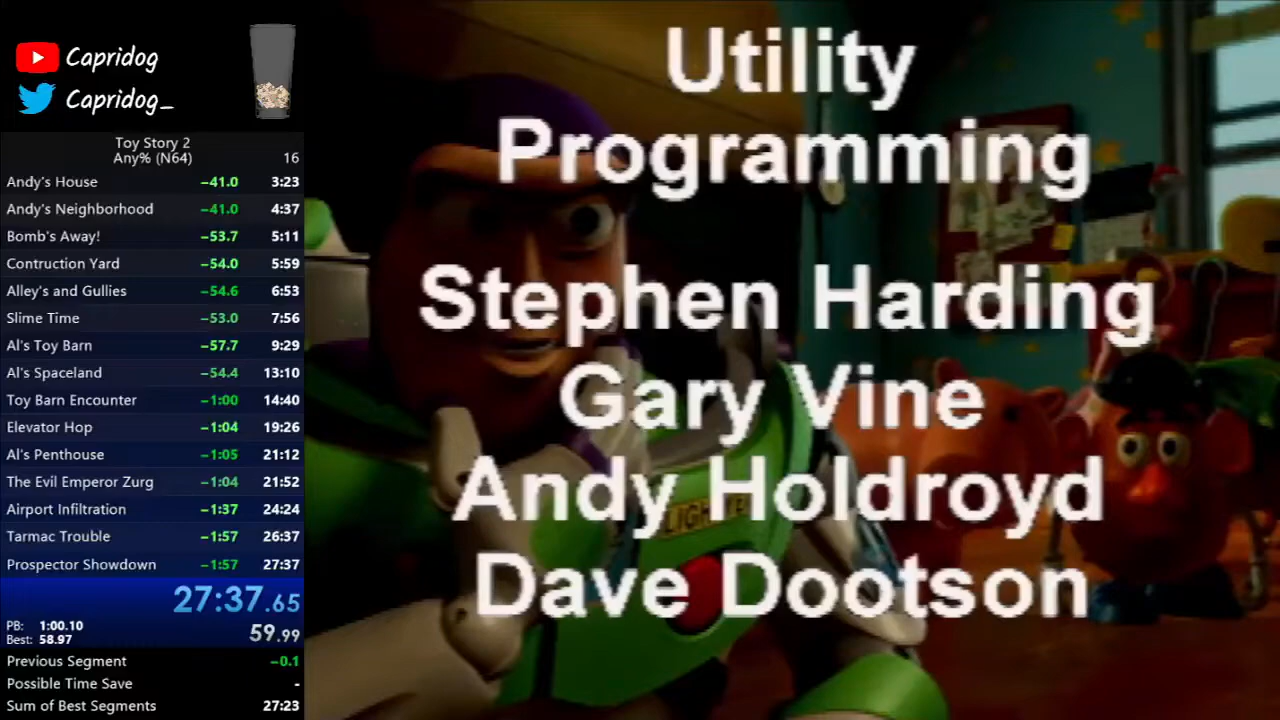 Capridog
Capridog_
Toy Story 2
Any% (N64) 16
Andy's House −41.0 3:23
Andy's Neighborhood −41.0 4:37
Bomb's Away! −53.7 5:11
Contruction Yard −54.0 5:59
Alley's and Gullies −54.6 6:53
Slime Time −53.0 7:56
Al's Toy Barn −57.7 9:29
Al's Spaceland −54.4 13:10
Toy Barn Encounter −1:00 14:40
Elevator Hop −1:04 19:26
Al's Penthouse −1:05 21:12
The Evil Emperor Zurg −1:04 21:52
Airport Infiltration −1:37 24:24
Tarmac Trouble −1:57 26:37
Prospector Showdown −1:57 27:37
27:37.65
PB: 1:00.10
Best: 58.97
59.99
Previous Segment −0.1
Possible Time Save -
Sum of Best Segments 27:23
Utility
Programming
Stephen Harding
Gary Vine
Andy Holdroyd
Dave Dootson